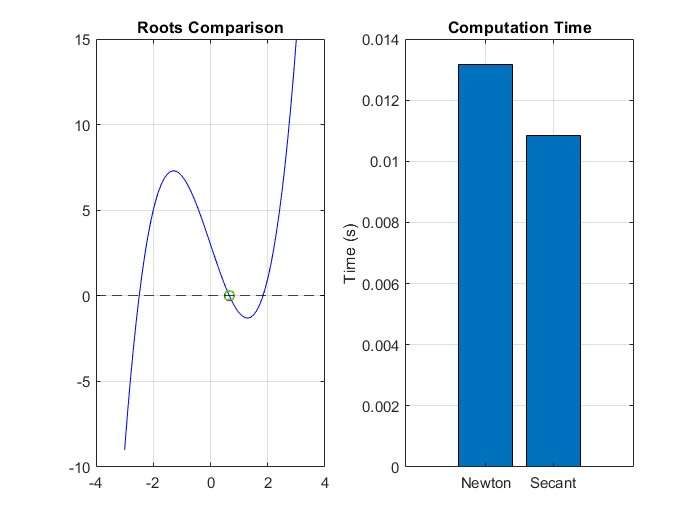 Roots Comparison
15
10
5
0
-5
-10
-4 -2 0 2 4
Computation Time
0.014
0.012
0.01
0.008
0.006
0.004
0.002
0
Time (s)
Newton Secant